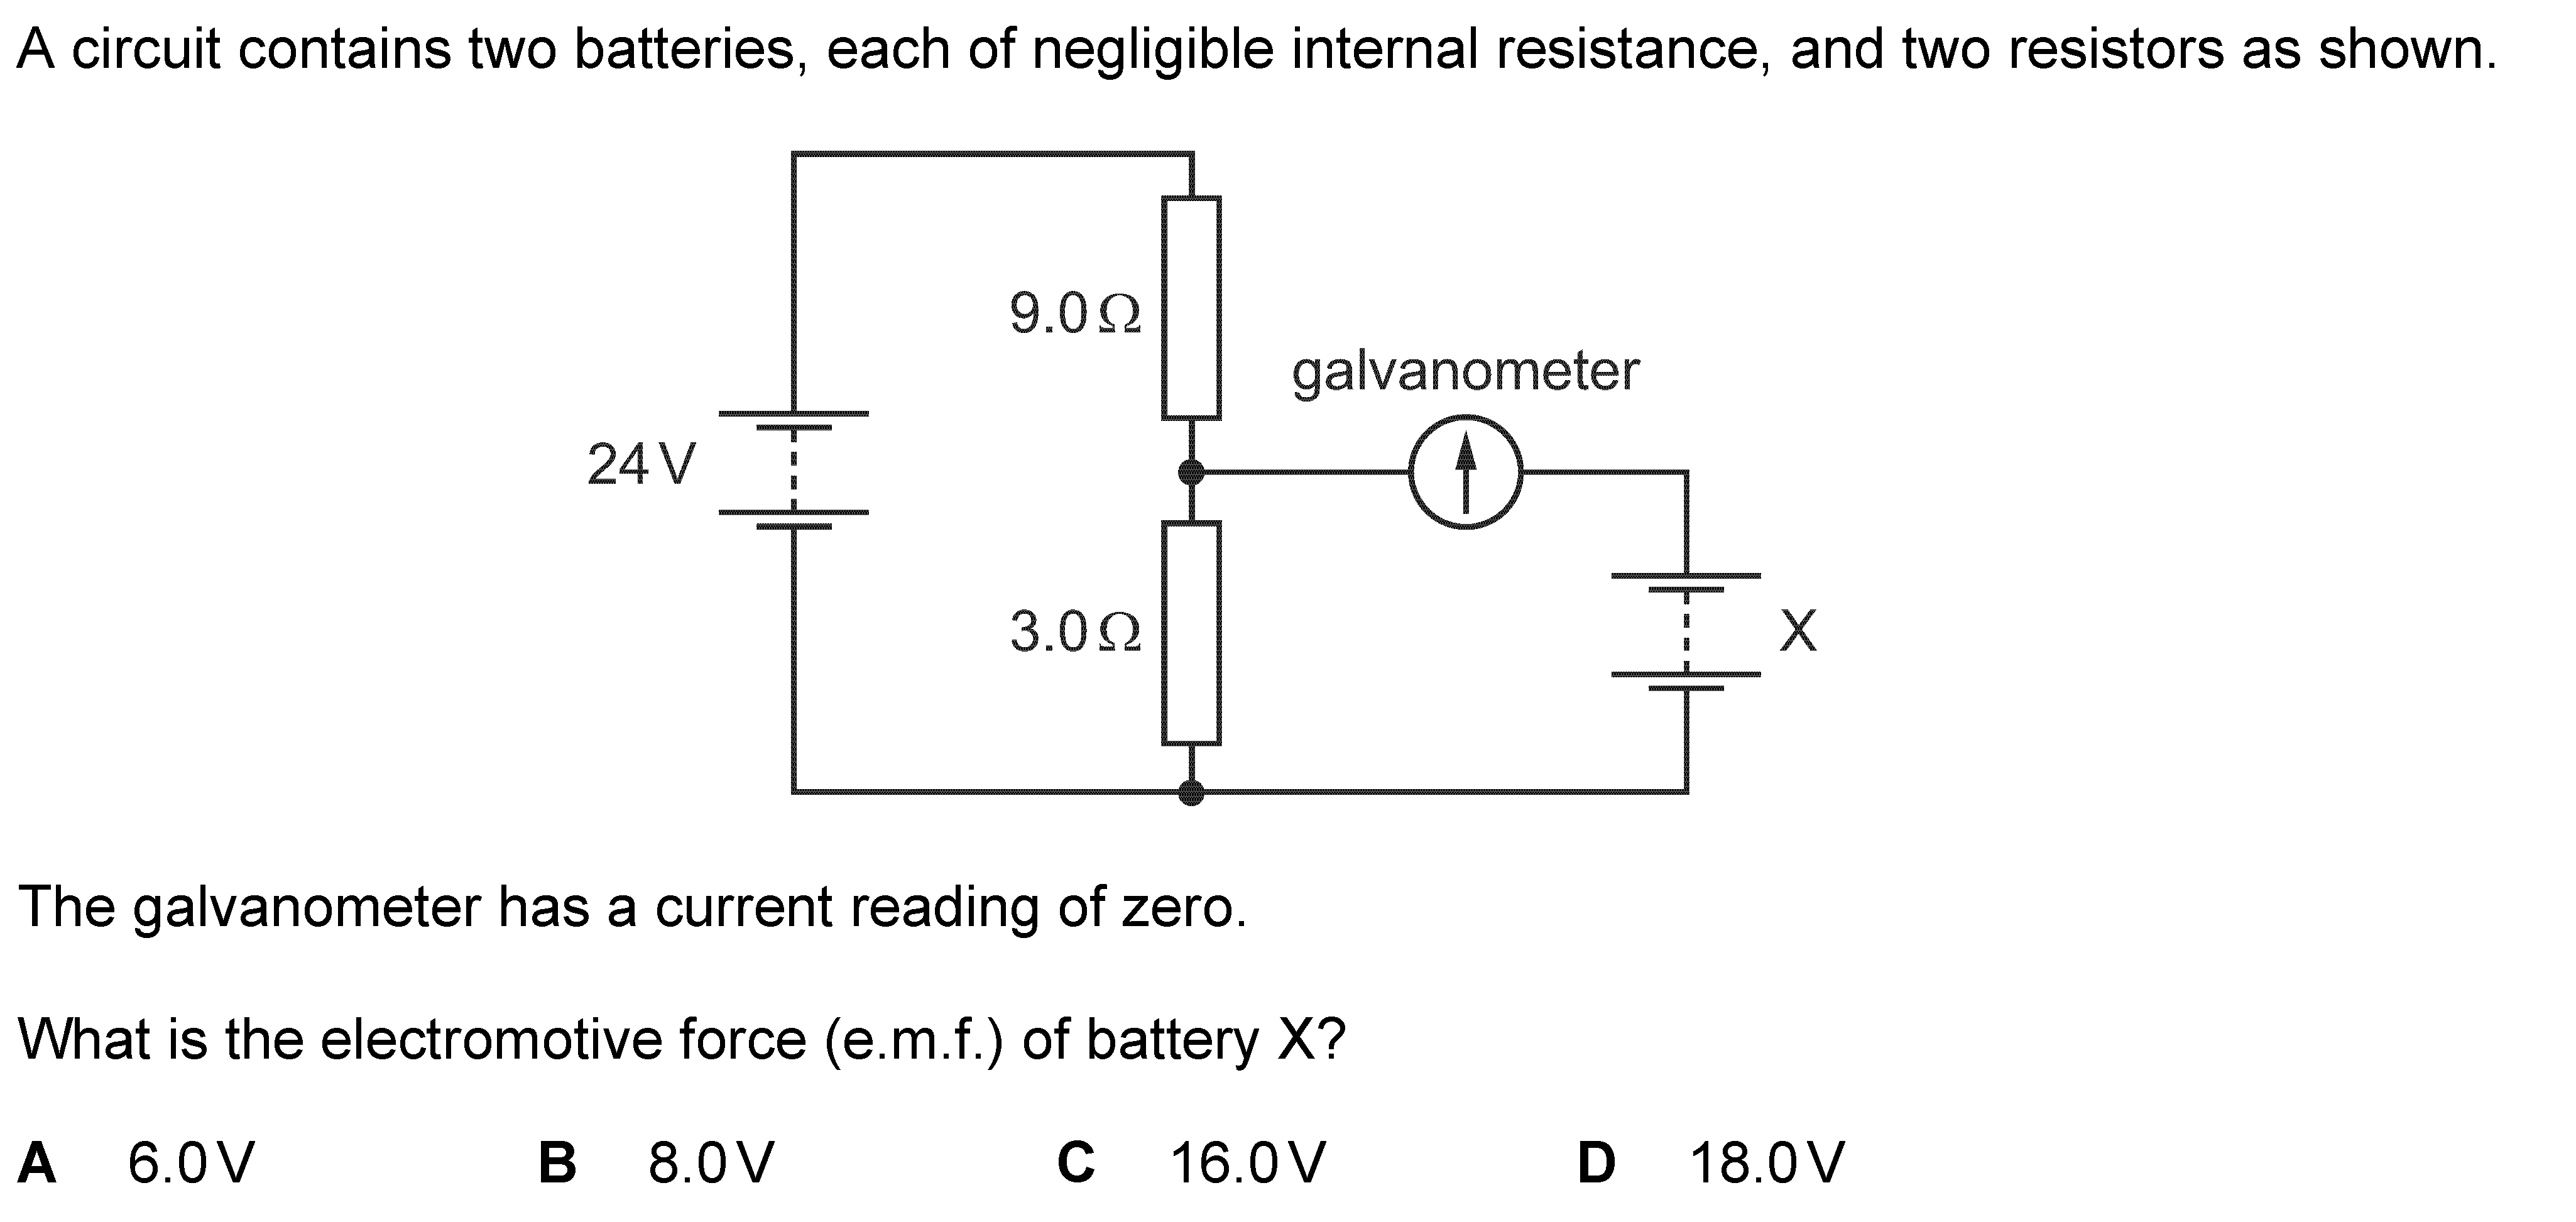 A circuit contains two batteries, each of negligible internal resistance, and two resistors as shown.
9.0 Ω
galvanometer
24 V
3.0 Ω
X
The galvanometer has a current reading of zero.
What is the electromotive force (e.m.f.) of battery X?
A 6.0 V B 8.0 V C 16.0 V D 18.0 V